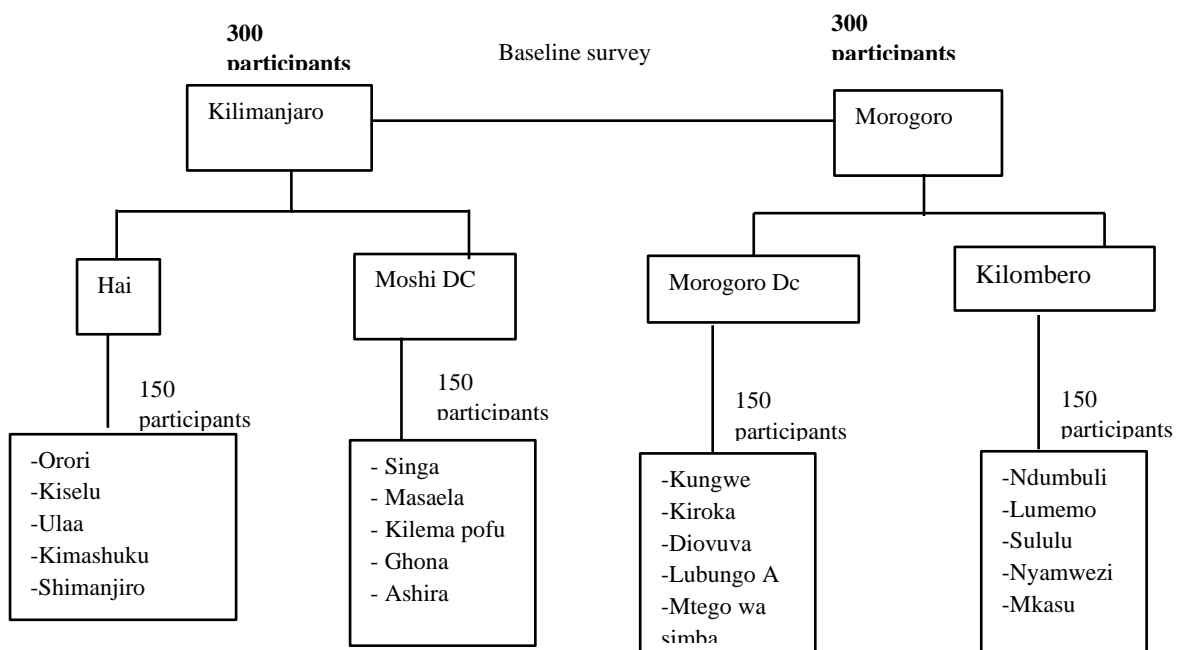 300
participants
Baseline survey
300
participants
Kilimanjaro
Morogoro
Hai
Moshi DC
Morogoro Dc
Kilombero
150
participants
150
participants
150
participants
150
participants
-Orori
-Kiselu
-Ulaa
-Kimashuku
-Shimanjiro
- Singa
- Masaela
- Kilema pofu
- Ghona
- Ashira
-Kungwe
-Kiroka
-Diovuva
-Lubungo A
-Mtego wa
simba
-Ndumbuli
-Lumemo
-Sululu
-Nyamwezi
-Mkasu